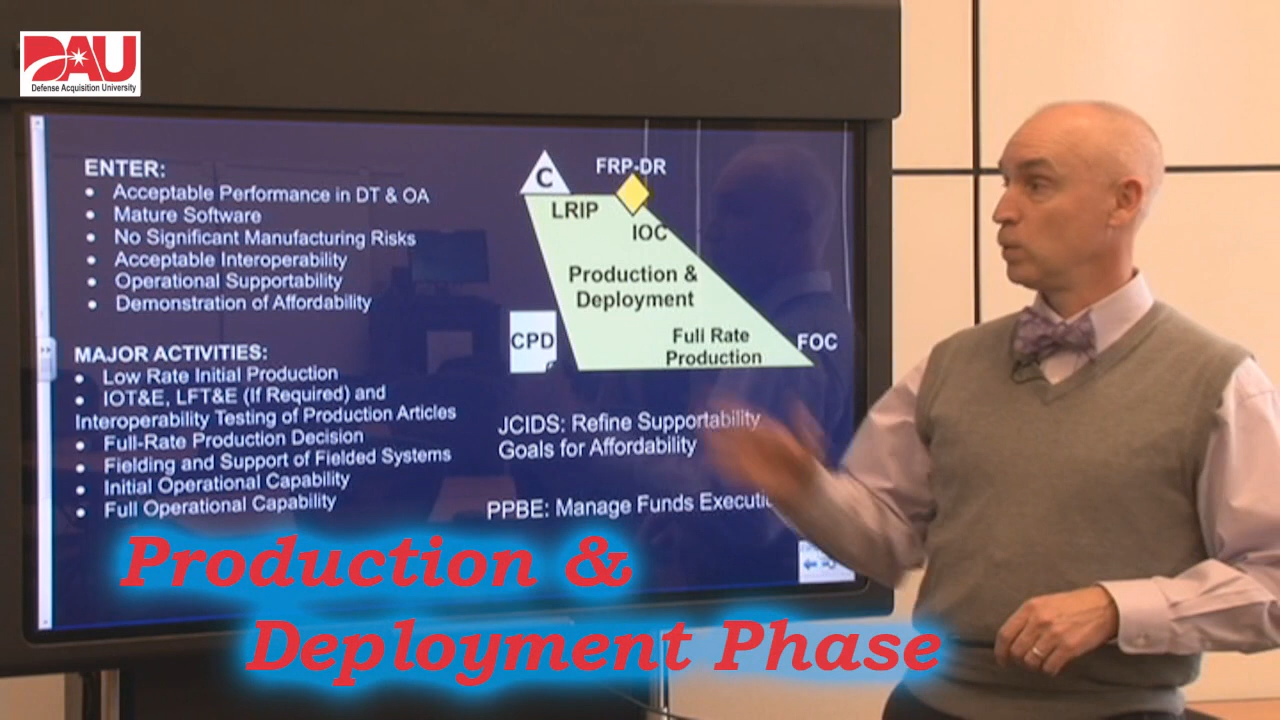 DAU
Defense Acquisition University
ENTER:
• Acceptable Performance in DT & OA
• Mature Software
• No Significant Manufacturing Risks
• Acceptable Interoperability
• Operational Supportability
• Demonstration of Affordability
MAJOR ACTIVITIES:
• Low Rate Initial Production
• IOT&E, LFT&E (If Required) and
Interoperability Testing of Production Articles
• Full-Rate Production Decision
• Fielding and Support of Fielded Systems
• Initial Operational Capability
• Full Operational Capability
C
FRP-DR
LRIP
IOC
Production &
Deployment
CPD
Full Rate
Production
FOC
JCIDS: Refine Supportability
Goals for Affordability
PPBE: Manage Funds
Production &
Deployment Phase